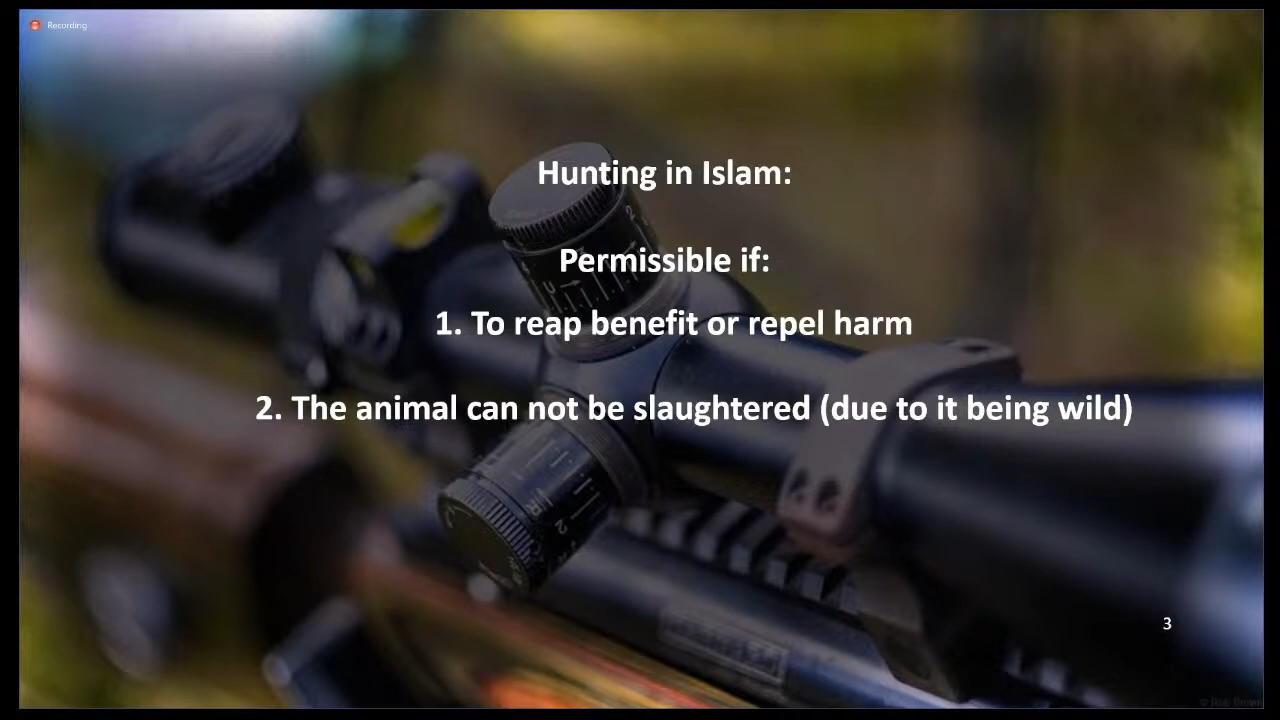 Recording
Hunting in Islam:
Permissible if:
1. To reap benefit or repel harm
2. The animal can not be slaughtered (due to it being wild)
3